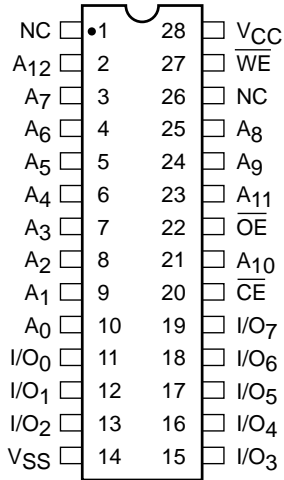 NC •1 28 VCC
A12 2 27 WE
A7 3 26 NC
A6 4 25 A8
A5 5 24 A9
A4 6 23 A11
A3 7 22 OE
A2 8 21 A10
A1 9 20 CE
A0 10 19 I/O7
I/O0 11 18 I/O6
I/O1 12 17 I/O5
I/O2 13 16 I/O4
VSS 14 15 I/O3